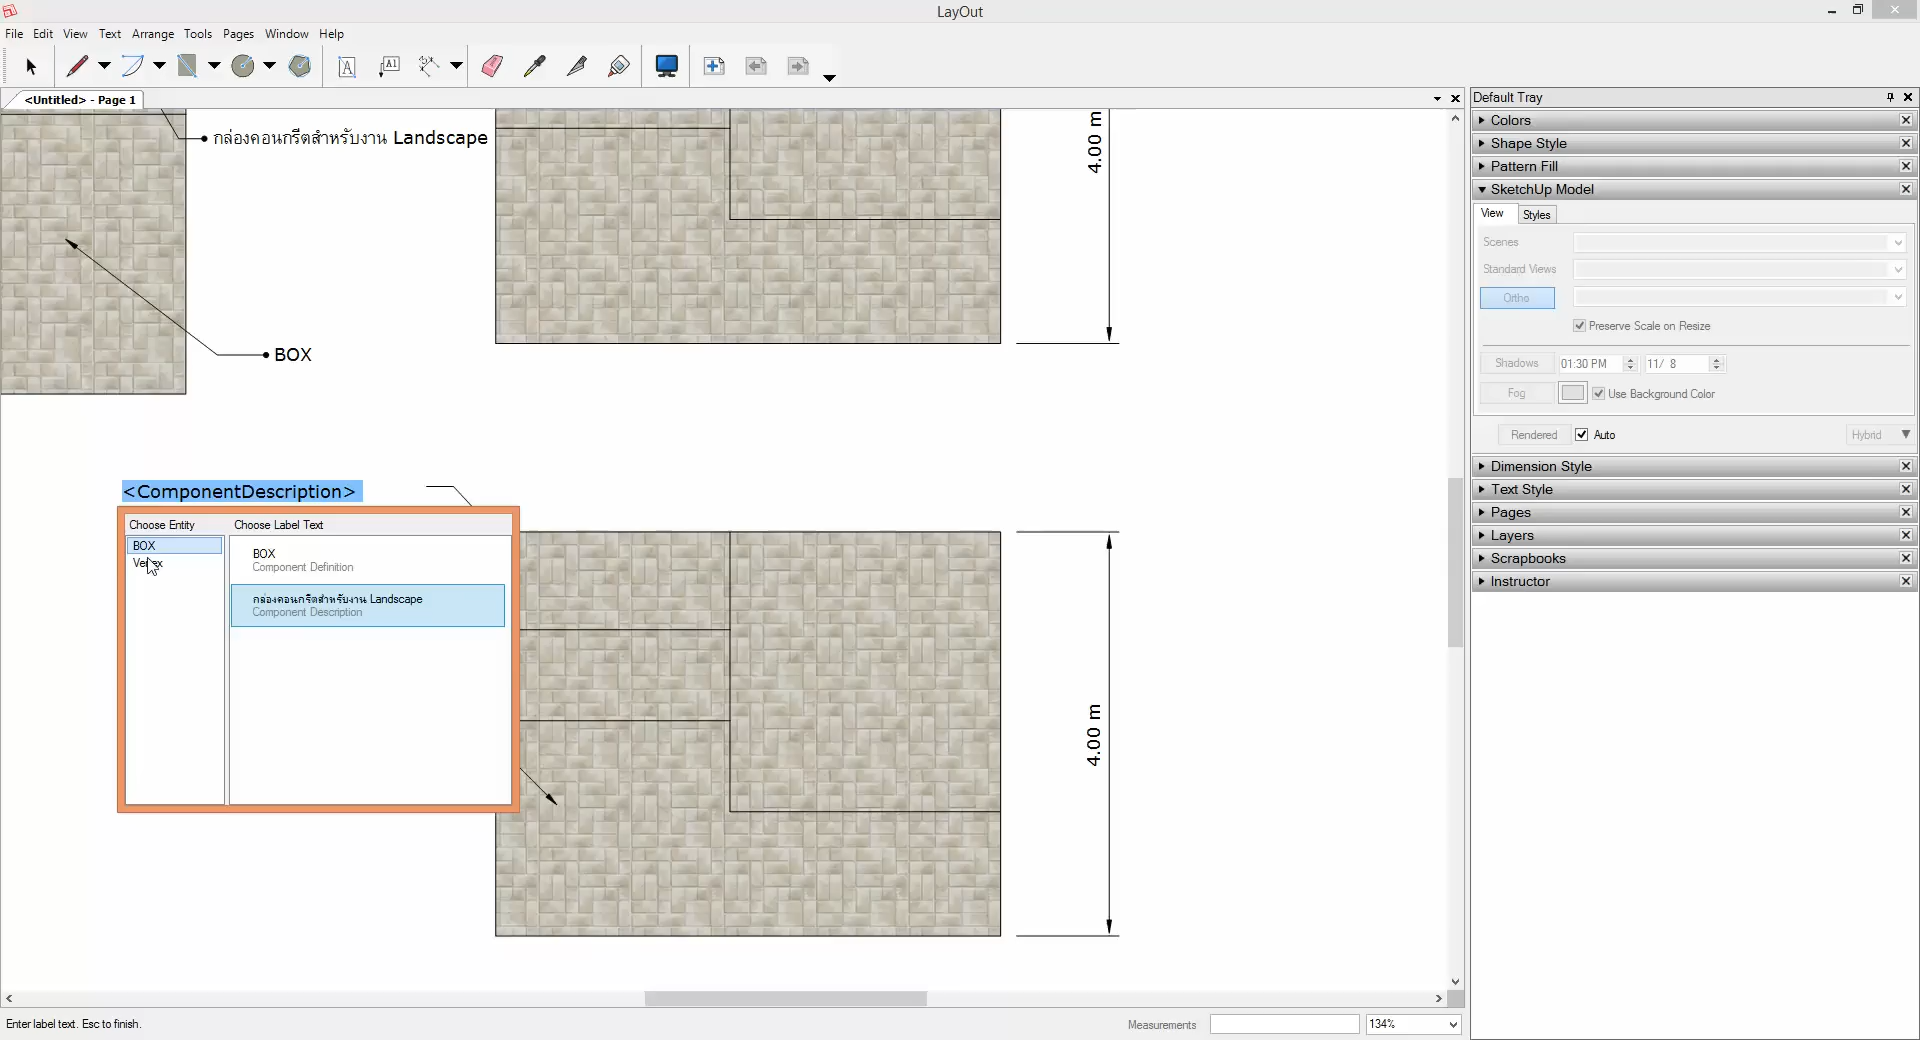 LayOut
File Edit View Text Arrange Tools Pages Window Help
<Untitled> - Page 1
กล่องคอนกรีตสำหรับงาน Landscape
BOX
<ComponentDescription>
Choose Entity
Choose Label Text
BOX
BOX
Component Definition
กล่องคอนกรีตสำหรับงาน Landscape
Component Description
4.00 m
4.00 m
Default Tray
Colors
Shape Style
Pattern Fill
SketchUp Model
View
Styles
Scenes
Standard Views
Ortho
Preserve Scale on Resize
Shadows
01:30 PM
11/ 8
Fog
Use Background Color
Rendered
Auto
Hybrid
Dimension Style
Text Style
Pages
Layers
Scrapbooks
Instructor
Enter label text. Esc to finish.
Measurements
134%